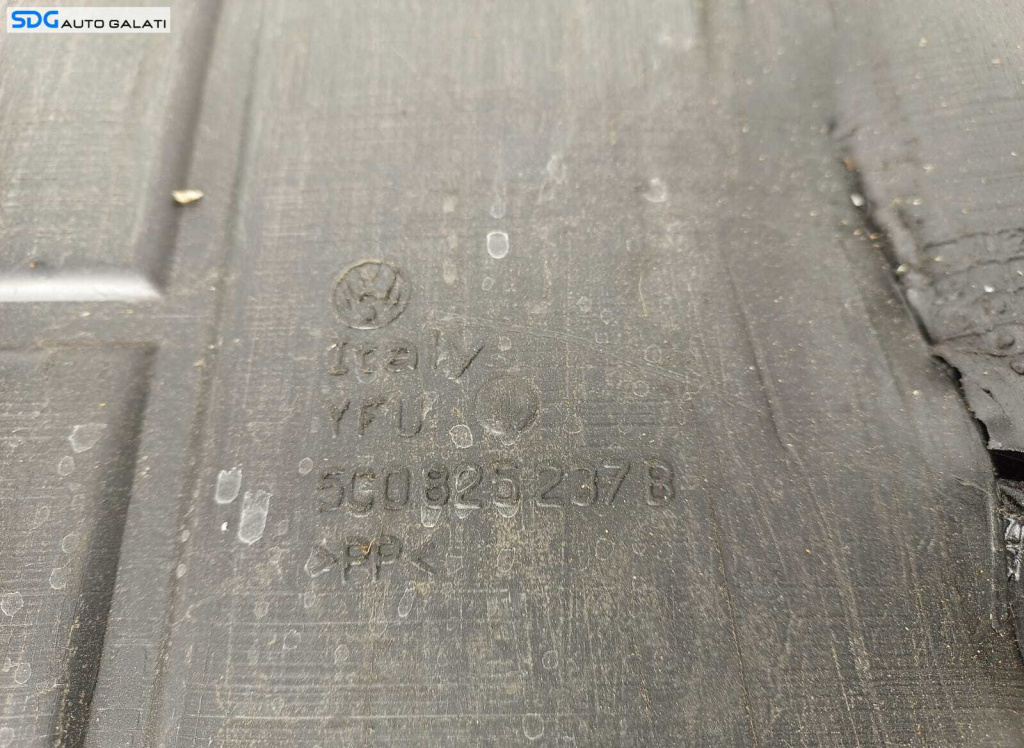 SDG AUTO GALATI
Italy
YFU
5G0 825 237 B
>PP<